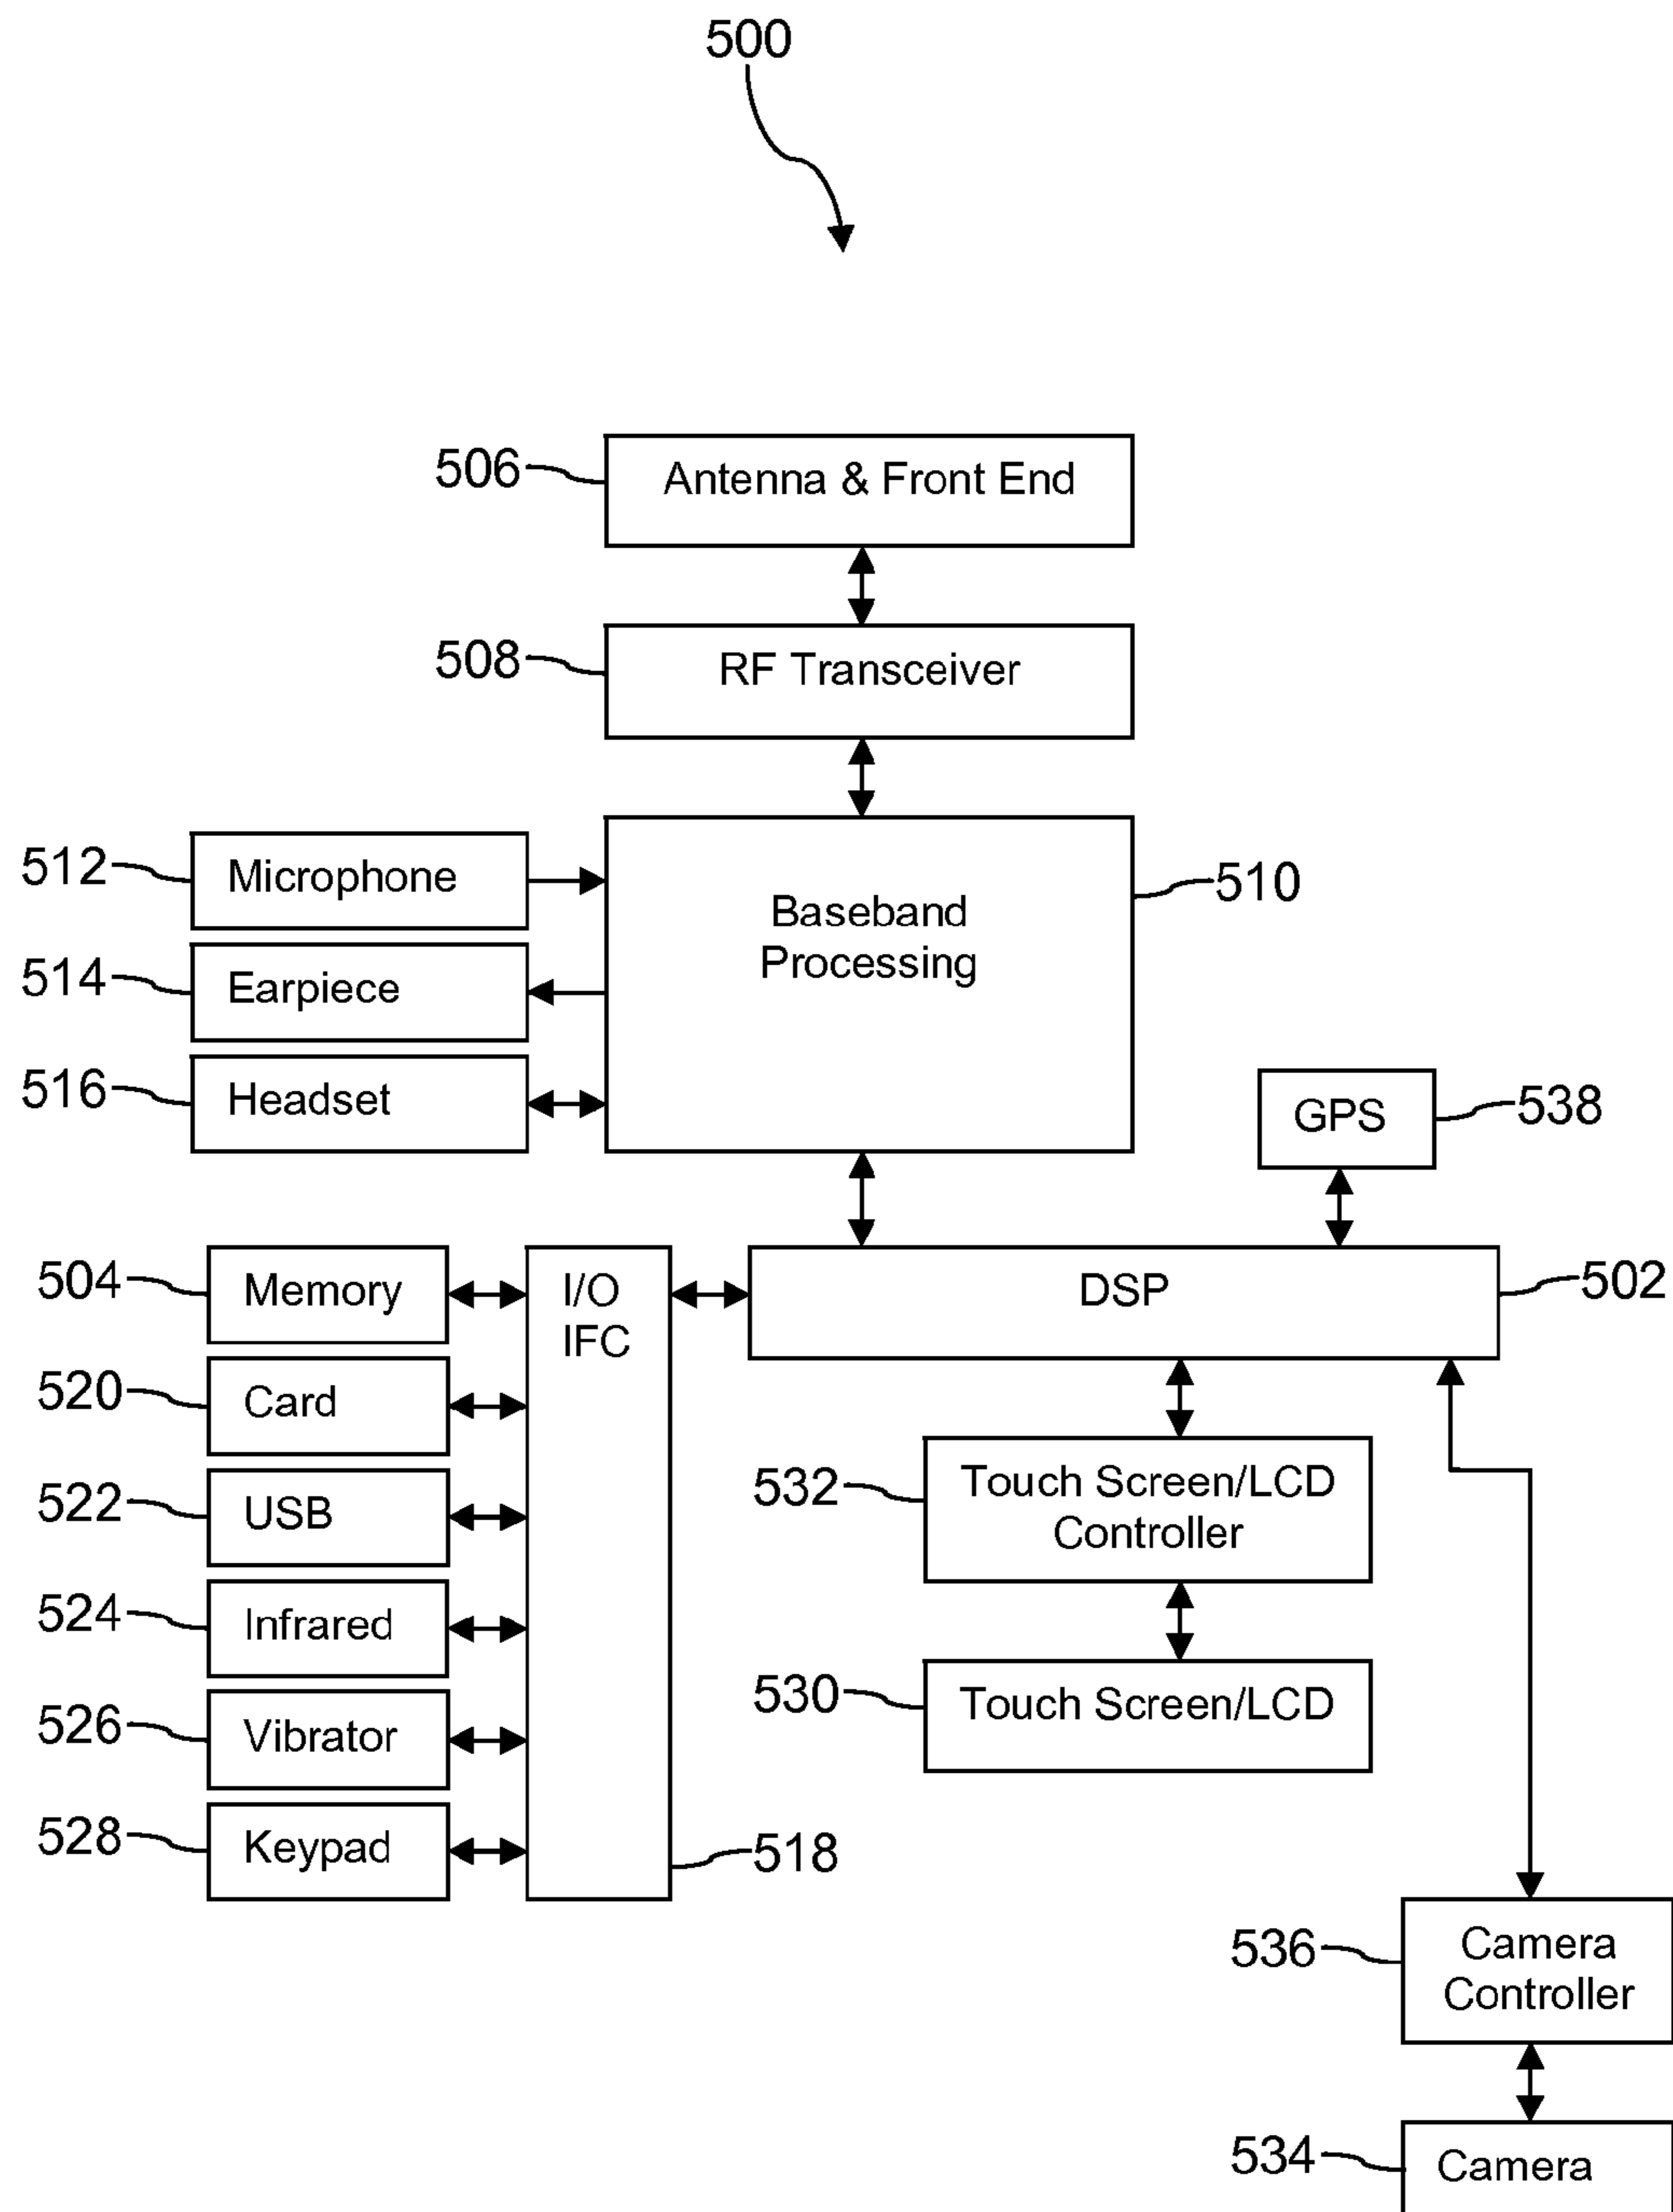 500
506
Antenna & Front End
508
RF Transceiver
512
Microphone
Baseband
Processing
510
514
Earpiece
516
Headset
GPS
538
504
Memory
I/O
IFC
DSP
502
520
Card
522
USB
532
Touch Screen/LCD
Controller
524
Infrared
530
Touch Screen/LCD
526
Vibrator
528
Keypad
518
536
Camera
Controller
534
Camera